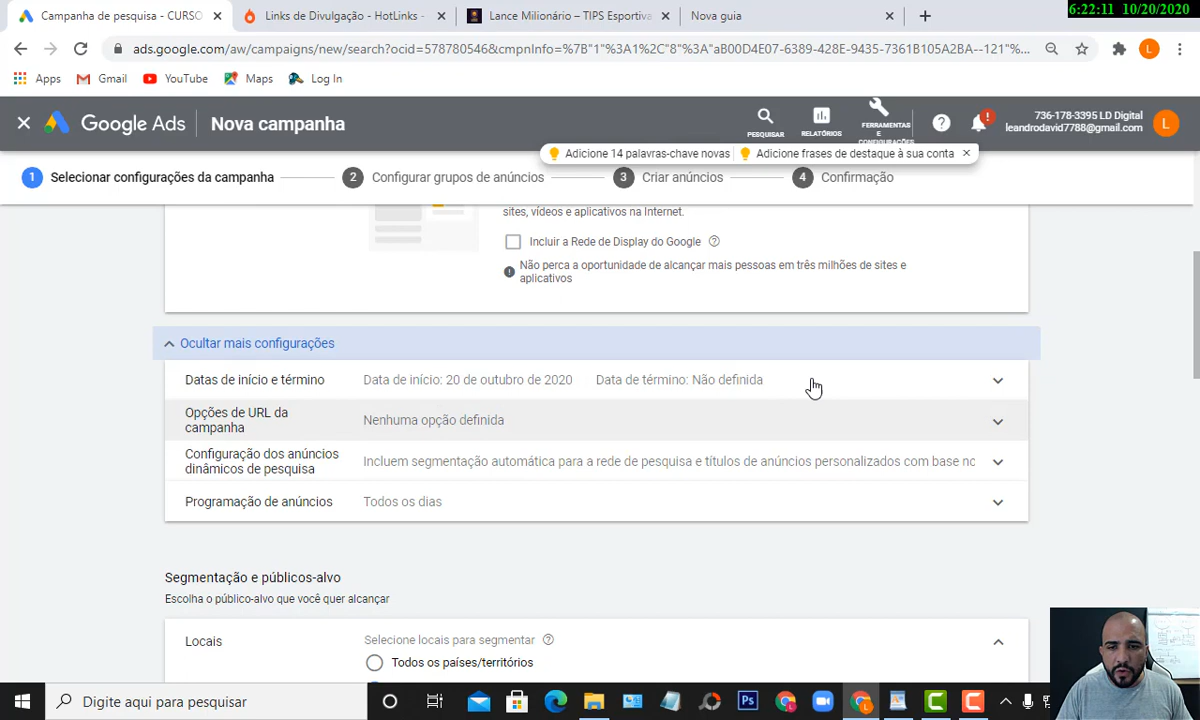 6:22:11 10/20/2020
Campanha de pesquisa - CURSO
Links de Divulgação - HotLinks -
Lance Milionário – TIPS Esportiva
Nova guia
ads.google.com/aw/campaigns/new/search?ocid=578780546&cmpnInfo=%7B"1"%3A1%2C"8"%3A"aB00D4E07-6389-428E-9435-7361B105A2BA--121"%...
Apps
Gmail
YouTube
Maps
Log In
Google Ads
Nova campanha
PESQUISAR
RELATÓRIOS
FERRAMENTAS
E
CONFIGURAÇÕES
736-178-3395 LD Digital
leandrodavid7788@gmail.com
L
Adicione 14 palavras-chave novas
Adicione frases de destaque à sua conta
1 Selecionar configurações da campanha
2 Configurar grupos de anúncios
3 Criar anúncios
4 Confirmação
sites, vídeos e aplicativos na Internet.
Incluir a Rede de Display do Google
Não perca a oportunidade de alcançar mais pessoas em três milhões de sites e
aplicativos
Ocultar mais configurações
Datas de início e término
Data de início: 20 de outubro de 2020
Data de término: Não definida
Opções de URL da
campanha
Nenhuma opção definida
Configuração dos anúncios
dinâmicos de pesquisa
Incluem segmentação automática para a rede de pesquisa e títulos de anúncios personalizados com base no
Programação de anúncios
Todos os dias
Segmentação e públicos-alvo
Escolha o público-alvo que você quer alcançar
Locais
Selecione locais para segmentar
Todos os países/territórios
Digite aqui para pesquisar
Ps